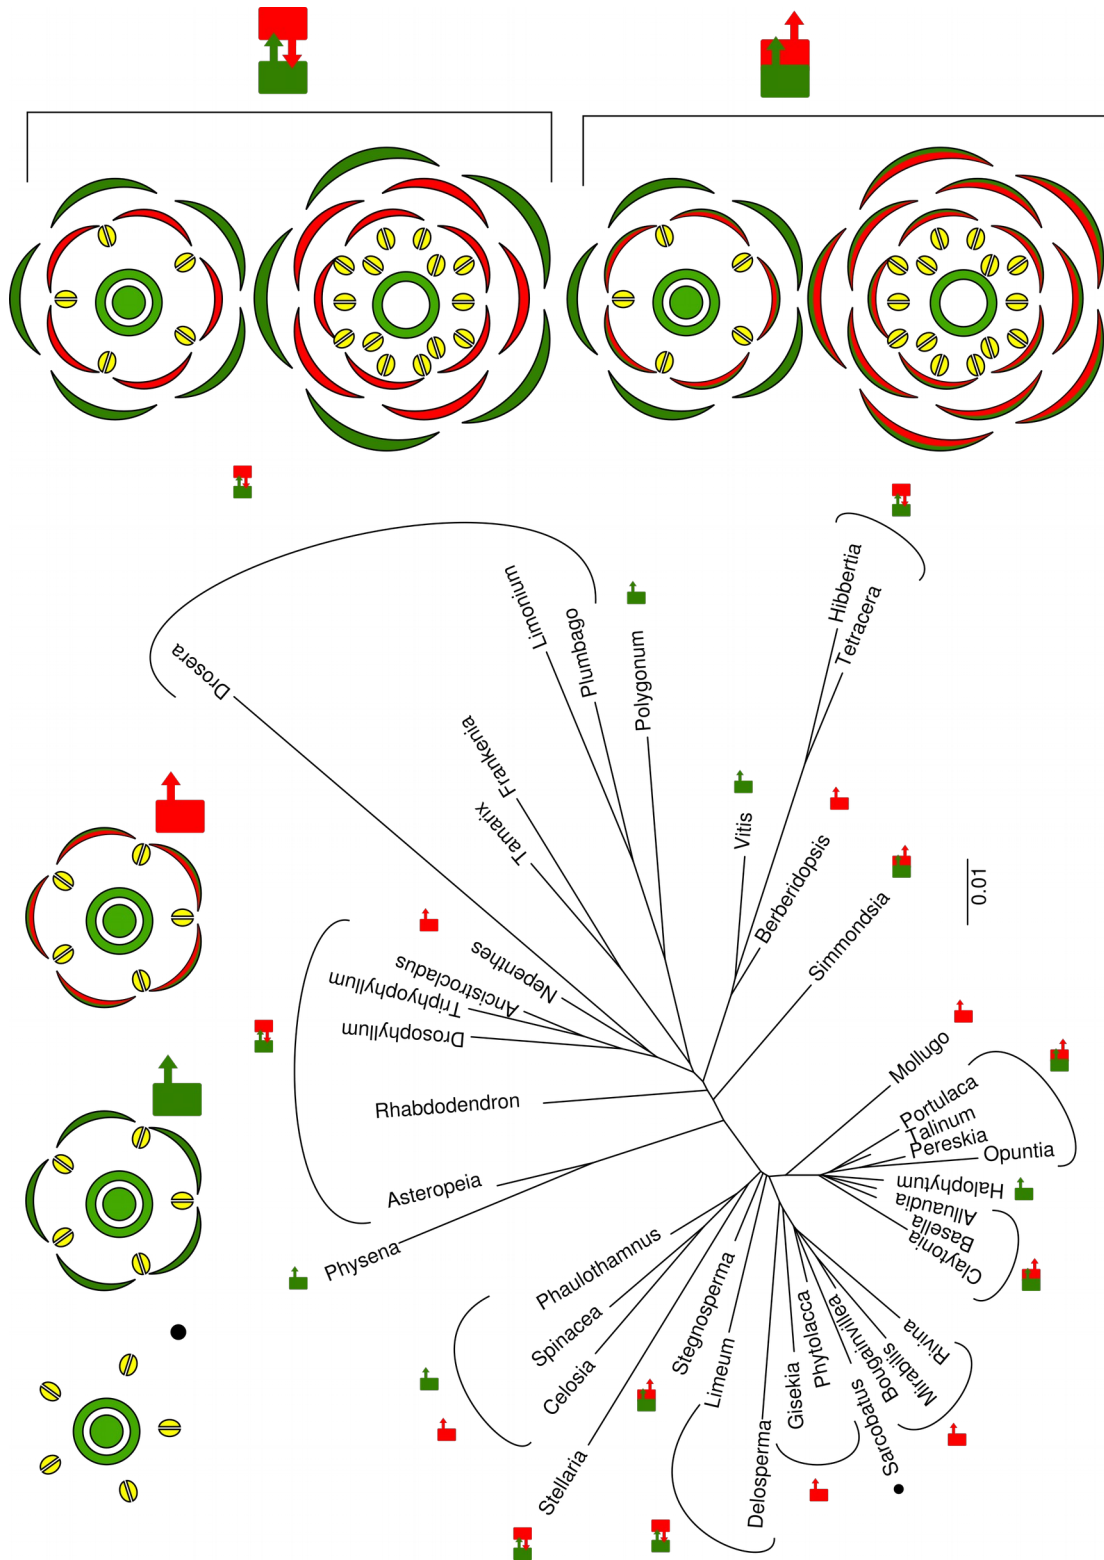 Hibbertia
Tetracera
Limonium
Plumbago
Polygonum
Drosera
Frankenia
Tamarix
Vitis
Berberidopsis
Simmondsia
0.01
Nepenthes
Ancistrocladus
Triphyophyllum
Drosophyllum
Rhabdodendron
Asteropeia
Physena
Mollugo
Portulaca
Talinum
Pereskia
Opuntia
Halophytum
Alluaudia
Basella
Claytonia
Phaulothamnus
Spinacea
Celosia
Stellaria
Stegnosperma
Limeum
Delosperma
Gisekia
Phytolacca
Sarcobatus
Bougainvillea
Mirabilis
Rivina